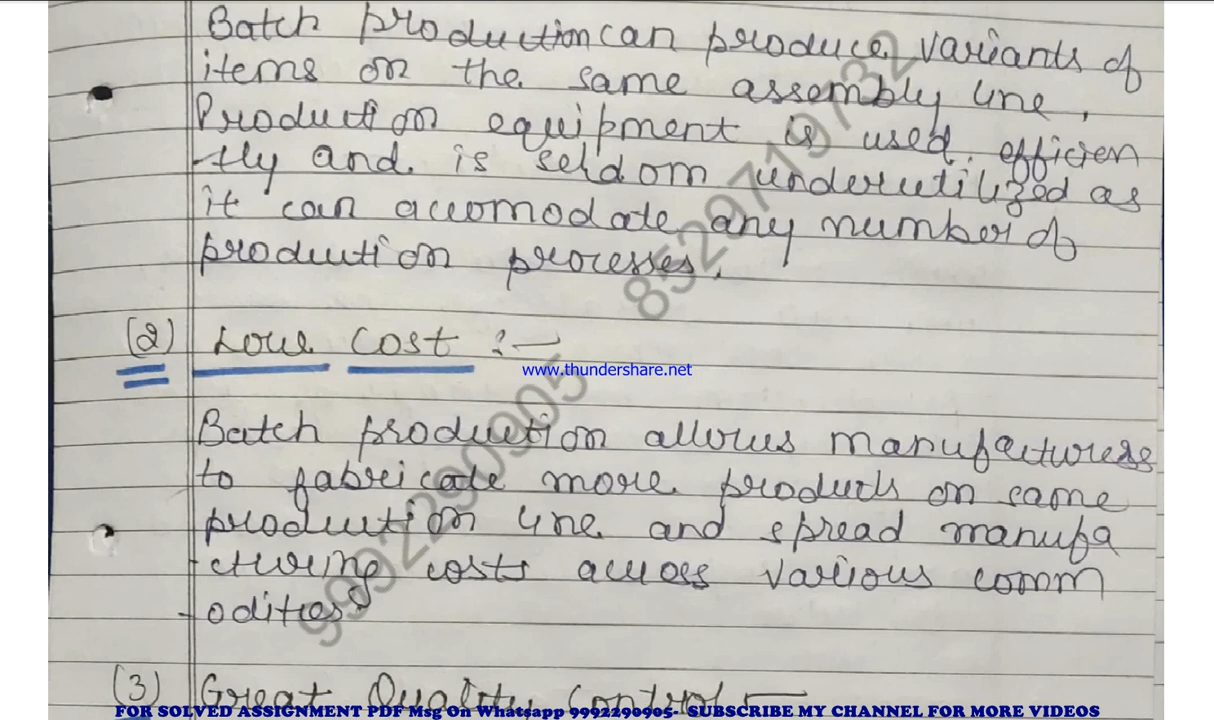 Batch production can produce variants of
items on the same assembly line,
Production equipment is used efficien
-tly and is seldom underutilized as
it can accomodate any number of
production processes.
8529719732
(2) Low Cost :-
www.thundershare.net
Batch production allows manufacturess
to fabricate more products on same
production line and spread manufa
-cturing costs across various comm
-odities.
9992290905
(3) Great Quality Control -
FOR SOLVED ASSIGNMENT PDF Msg On Whatsapp 9992290905- SUBSCRIBE MY CHANNEL FOR MORE VIDEOS